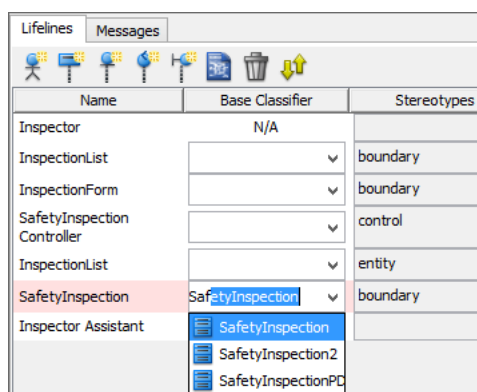 Lifelines Messages
Name Base Classifier Stereotypes
Inspector N/A
InspectionList boundary
InspectionForm boundary
SafetyInspection control
Controller
InspectionList entity
SafetyInspection SafetyInspection boundary
Inspector Assistant SafetyInspection
SafetyInspection2
SafetyInspectionPD